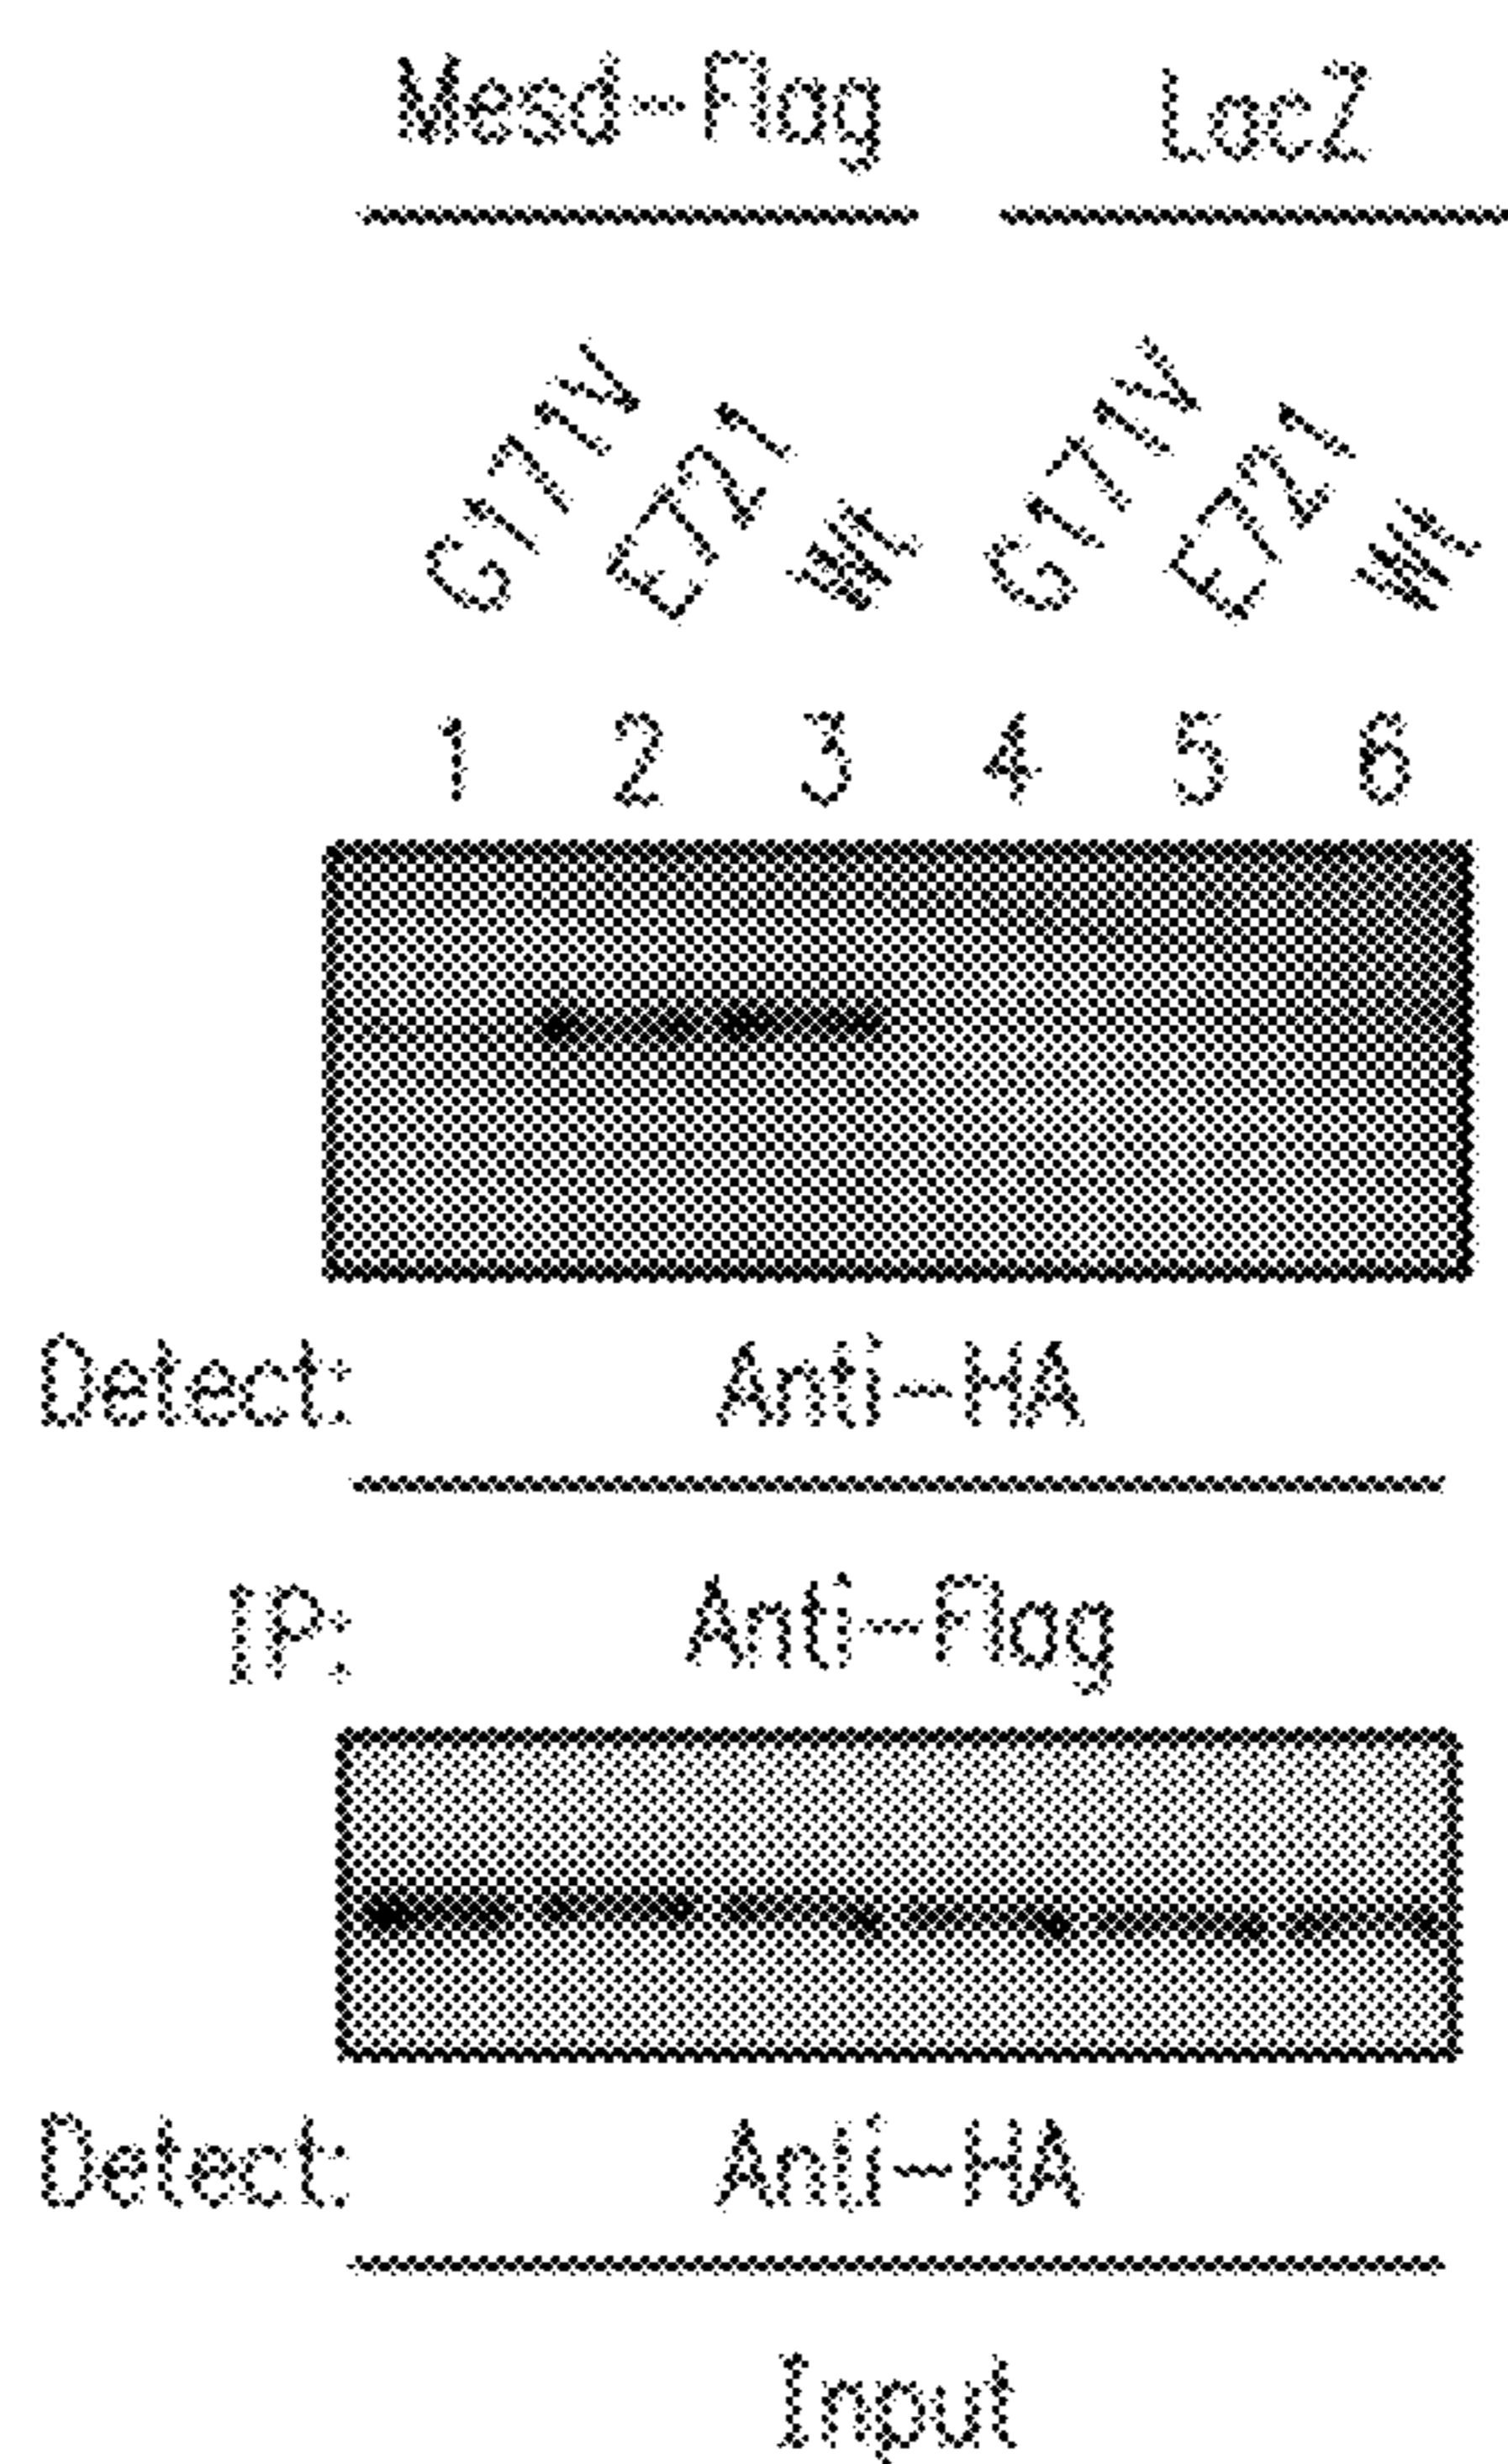 Mesd-Flag LacZ
G171V E721 Wt G171V E721 Wt
1 2 3 4 5 6
Detect: Anti-HA
IP: Anti-Flag
Detect: Anti-HA
Input